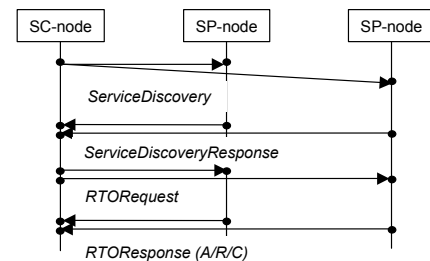 SC-node SP-node SP-node
ServiceDiscovery
ServiceDiscoveryResponse
RTORequest
RTOResponse (A/R/C)